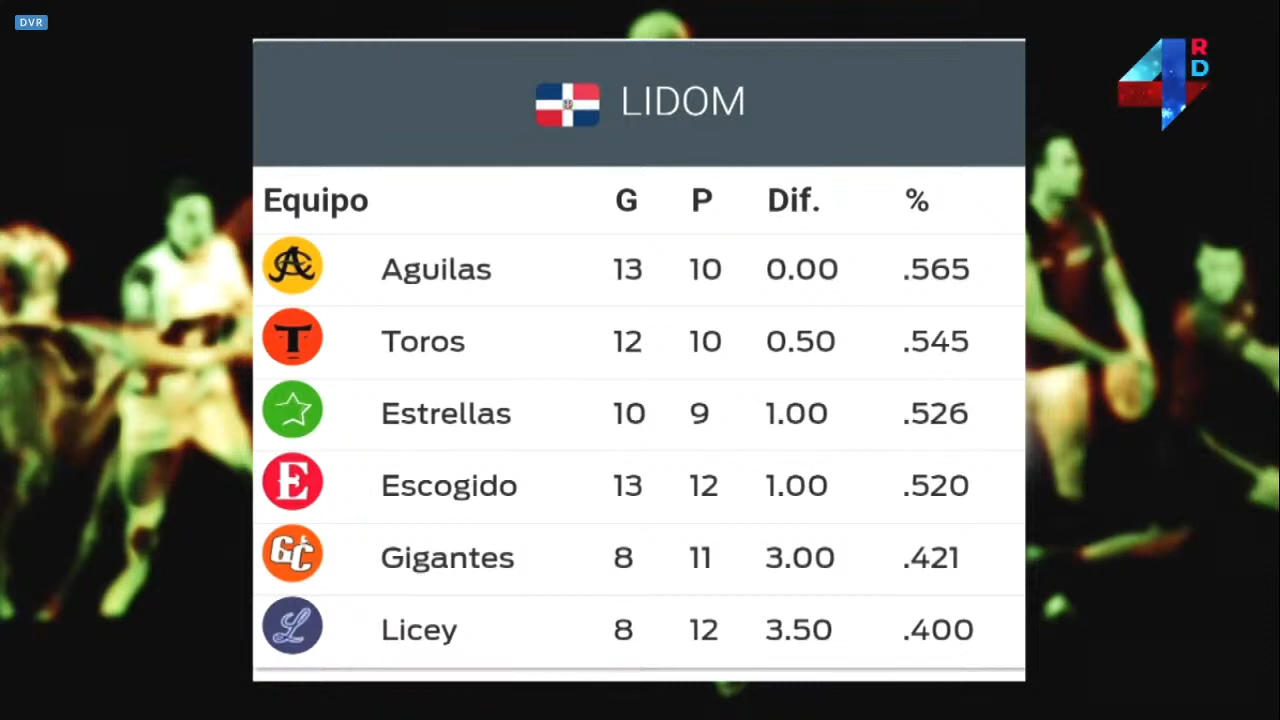 DVR
4 RD
LIDOM
Equipo G P Dif. %
Aguilas 13 10 0.00 .565
Toros 12 10 0.50 .545
Estrellas 10 9 1.00 .526
E Escogido 13 12 1.00 .520
GC Gigantes 8 11 3.00 .421
L Licey 8 12 3.50 .400